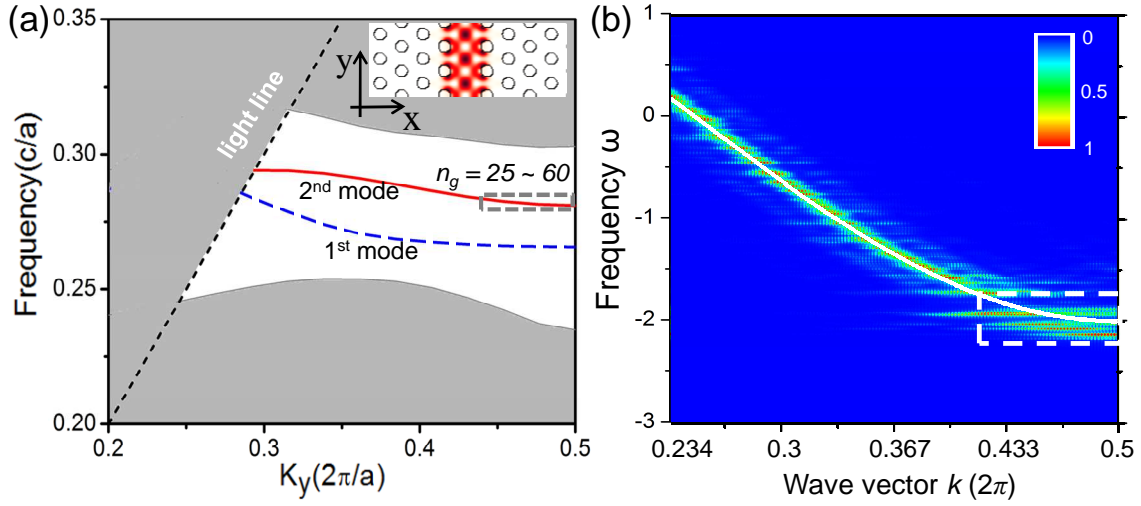 (a)
0.35
0.30
0.25
0.20
Frequency(c/a)
0.2
0.3
0.4
0.5
K_y(2π/a)
light line
y
x
n_g = 25 ~ 60
2nd mode
1st mode
(b)
1
0
-1
-2
-3
Frequency ω
0.234
0.3
0.367
0.433
0.5
Wave vector k (2π)
0
0.5
1